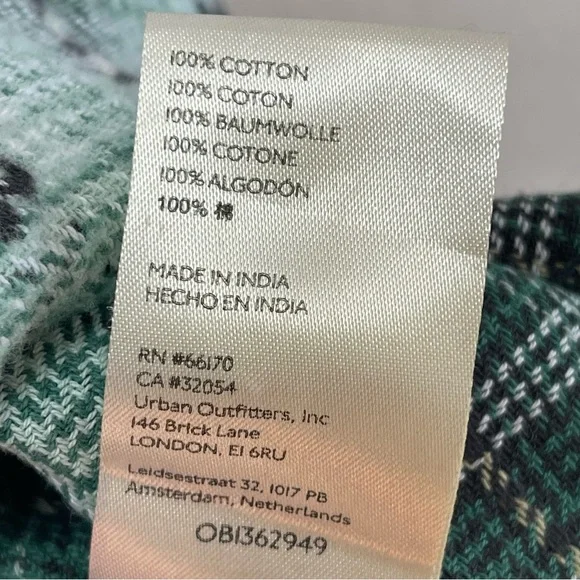 100% COTTON
100% COTON
100% BAUMWOLLE
100% COTONE
100% ALGODÓN
100% 棉
MADE IN INDIA
HECHO EN INDIA
RN #66170
CA #32054
Urban Outfitters, Inc
146 Brick Lane
LONDON, E1 6RU
Leidsestraat 32, 1017 PB
Amsterdam, Netherlands
OB1362949